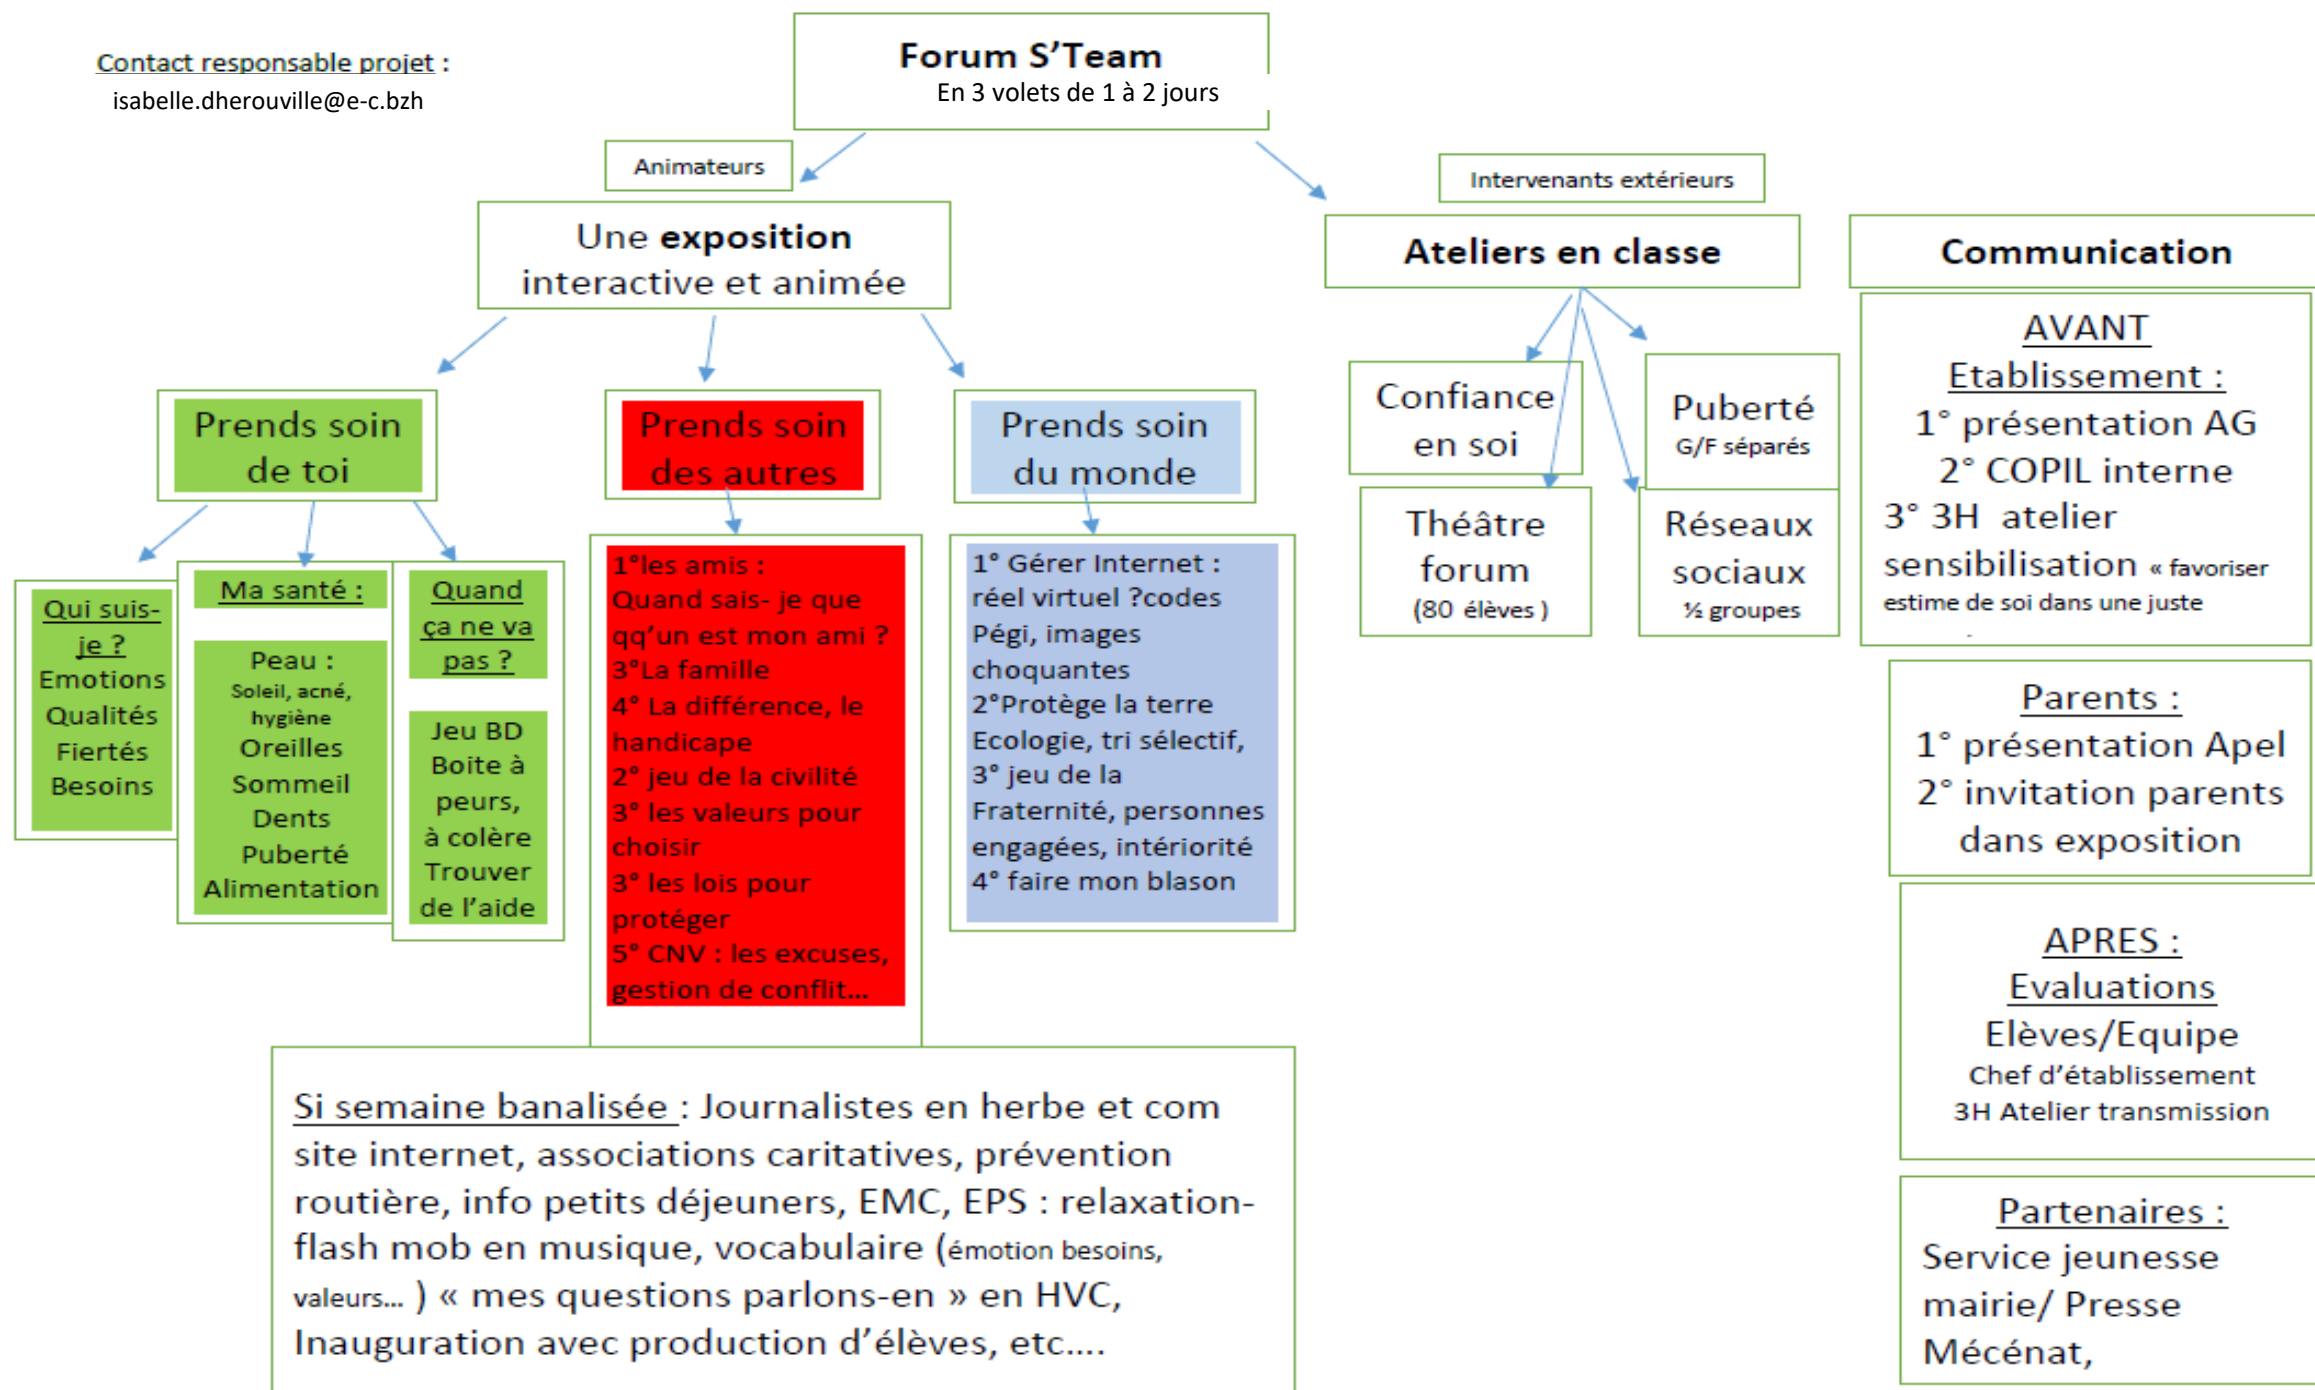 Contact responsable projet :
isabelle.dherouville@e-c.bzh
Forum S’Team
En 3 volets de 1 à 2 jours
Animateurs
Intervenants extérieurs
Une exposition
interactive et animée
Ateliers en classe
Communication
Prends soin
de toi
Prends soin
des autres
Prends soin
du monde
Qui suis-
je ?
Emotions
Qualités
Fiertés
Besoins
Ma santé :
Peau :
Soleil, acné,
hygiène
Oreilles
Sommeil
Dents
Puberté
Alimentation
Quand
ça ne va
pas ?
Jeu BD
Boite à
peurs,
à colère
Trouver
de l’aide
1°les amis :
Quand sais- je que
qq’un est mon ami ?
3°La famille
4° La différence, le
handicape
2° jeu de la civilité
3° les valeurs pour
choisir
3° les lois pour
protéger
5° CNV : les excuses,
gestion de conflit…
1° Gérer Internet :
réel virtuel ?codes
Pégi, images
choquantes
2°Protège la terre
Ecologie, tri sélectif,
3° jeu de la
Fraternité, personnes
engagées, intériorité
4° faire mon blason
Confiance
en soi
Puberté
G/F séparés
Théâtre
forum
(80 élèves )
Réseaux
sociaux
½ groupes
AVANT
Etablissement :
1° présentation AG
2° COPIL interne
3° 3H atelier
sensibilisation « favoriser
estime de soi dans une juste
Parents :
1° présentation Apel
2° invitation parents
dans exposition
APRES :
Evaluations
Elèves/Equipe
Chef d’établissement
3H Atelier transmission
Partenaires :
Service jeunesse
mairie/ Presse
Mécénat,
Si semaine banalisée : Journalistes en herbe et com
site internet, associations caritatives, prévention
routière, info petits déjeuners, EMC, EPS : relaxation-
flash mob en musique, vocabulaire (émotion besoins,
valeurs… ) « mes questions parlons-en » en HVC,
Inauguration avec production d’élèves, etc….